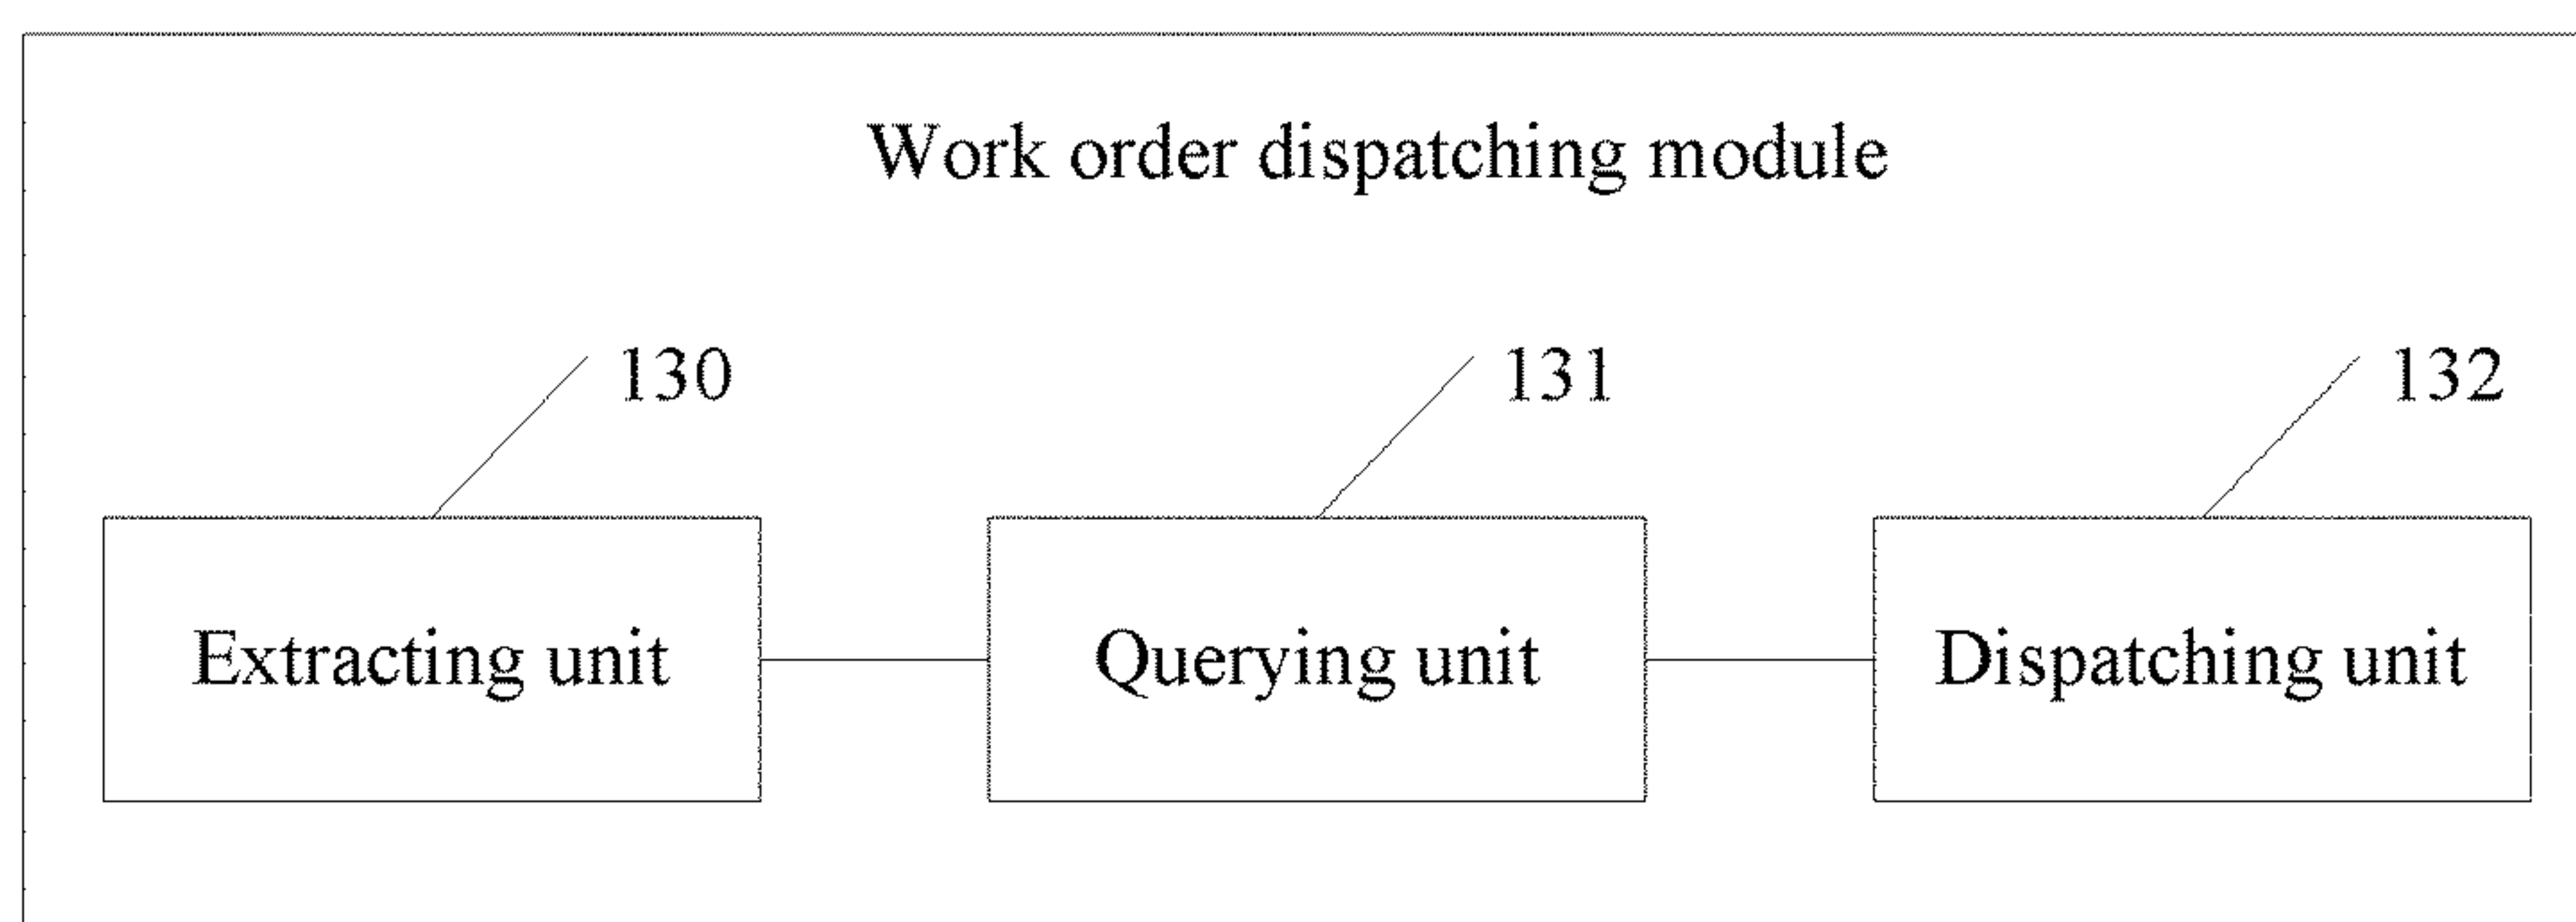 Work order dispatching module
130 131 132
Extracting unit Querying unit Dispatching unit